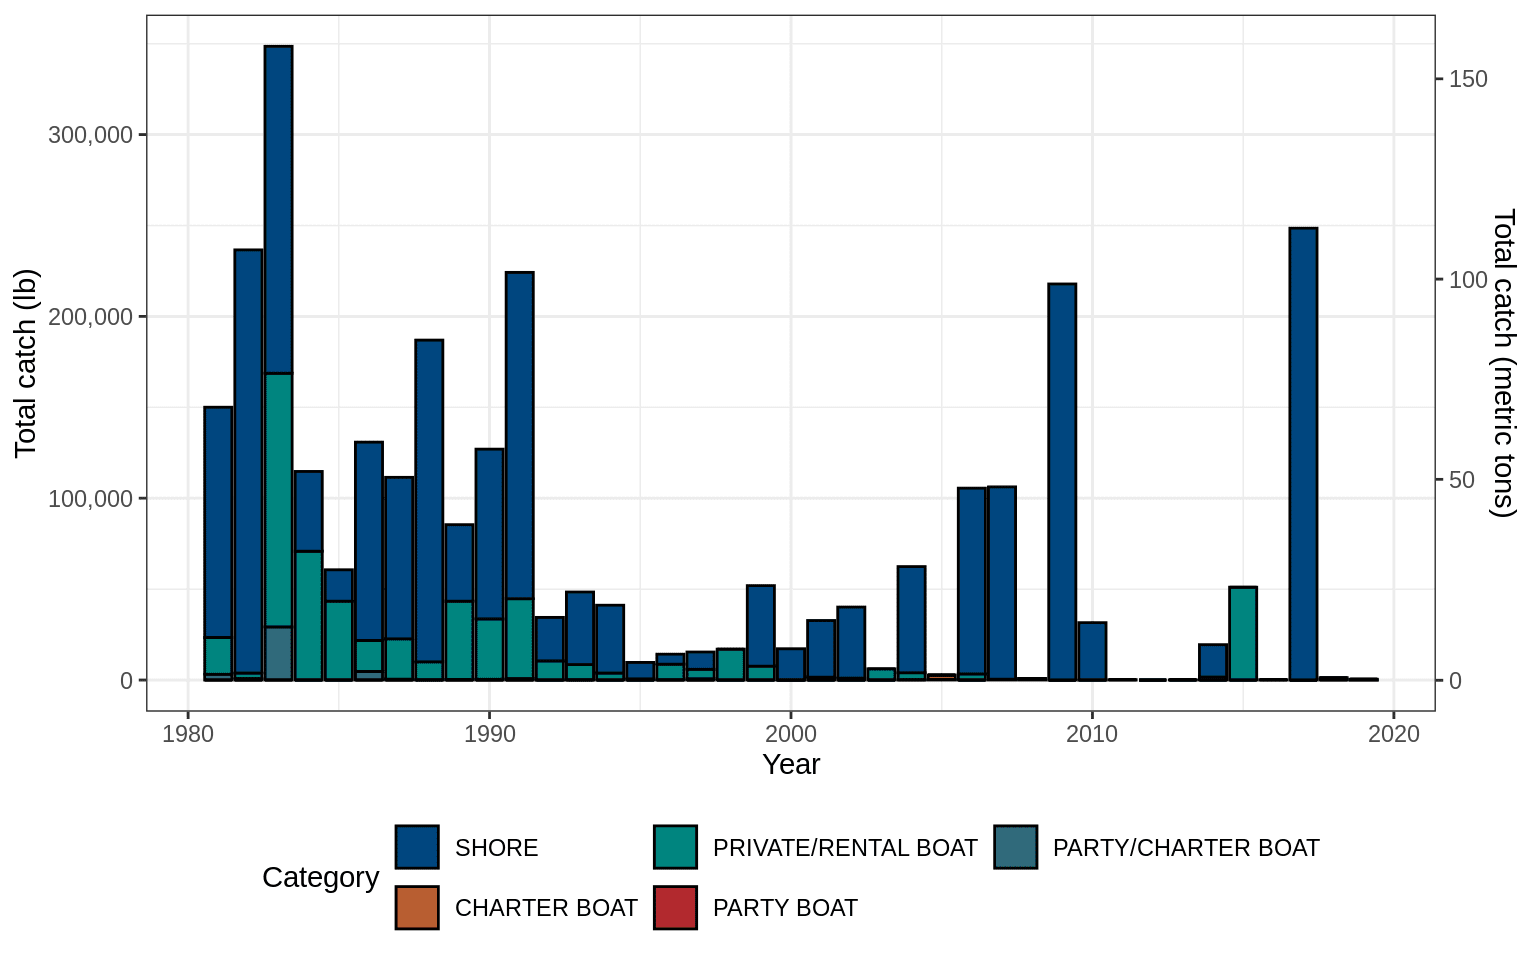 150
300,000
200,000
100
100,000
50
0
0
Total catch (lb)
Total catch (metric tons)
1980
1990
2000
2010
2020
Year
Category
SHORE
PRIVATE/RENTAL BOAT
PARTY/CHARTER BOAT
CHARTER BOAT
PARTY BOAT